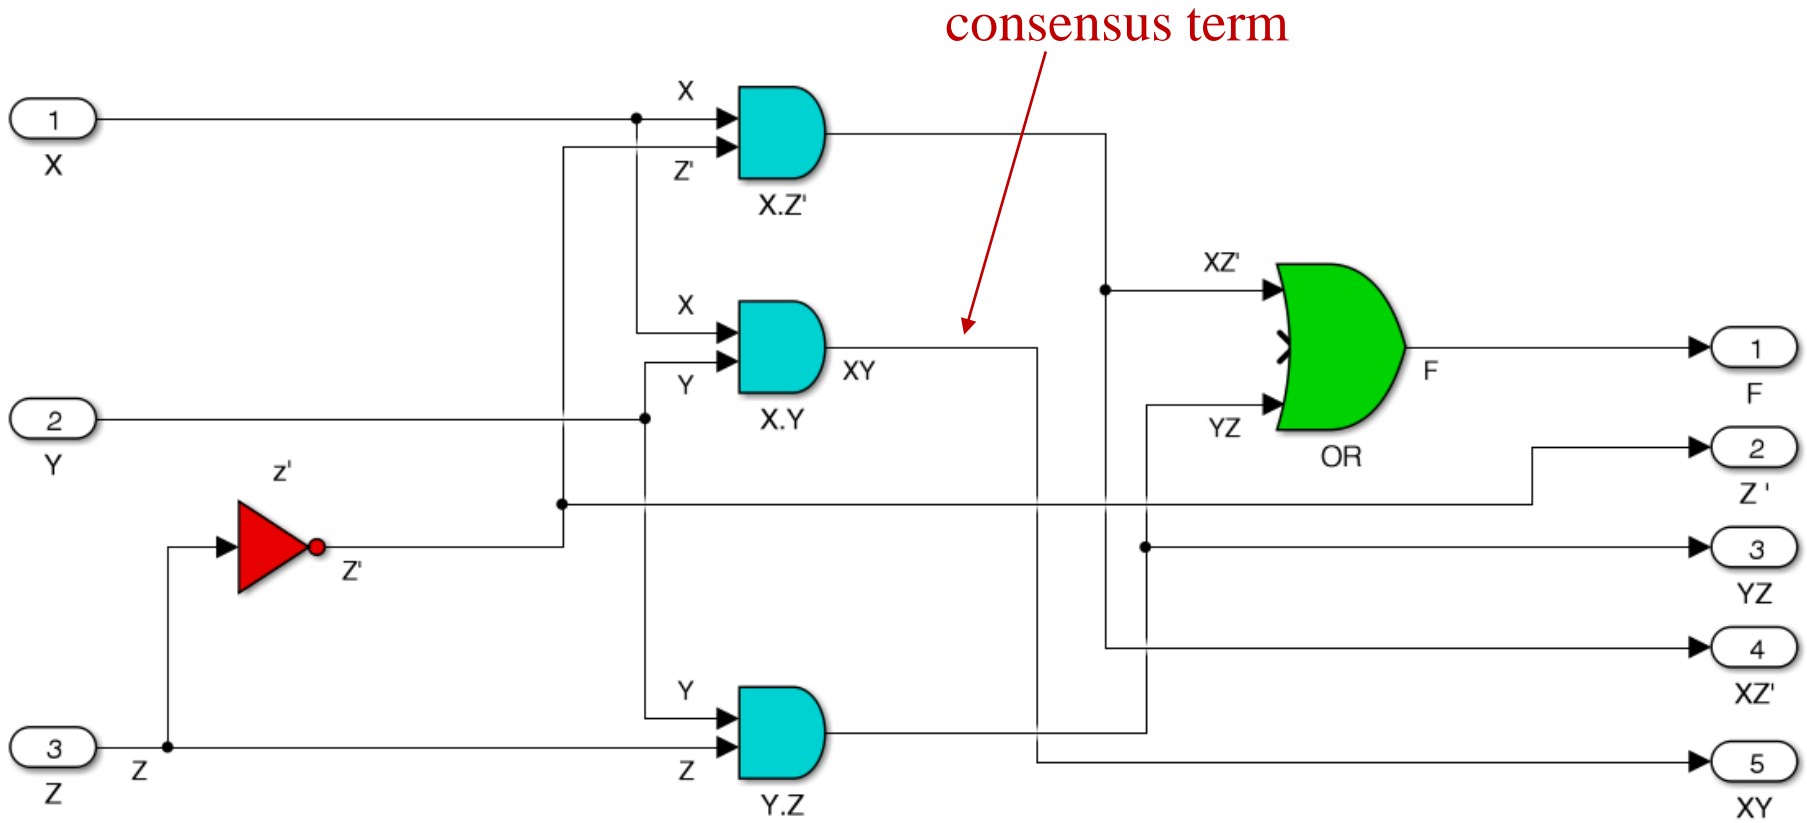 consensus term
X
1
X
Z'
X.Z'
XZ'
X
XY
Y
X.Y
1
F
F
YZ
OR
2
Y
2
Z '
z'
Z'
3
YZ
4
XZ'
Y
3
Z
Z
Z
Y.Z
5
XY